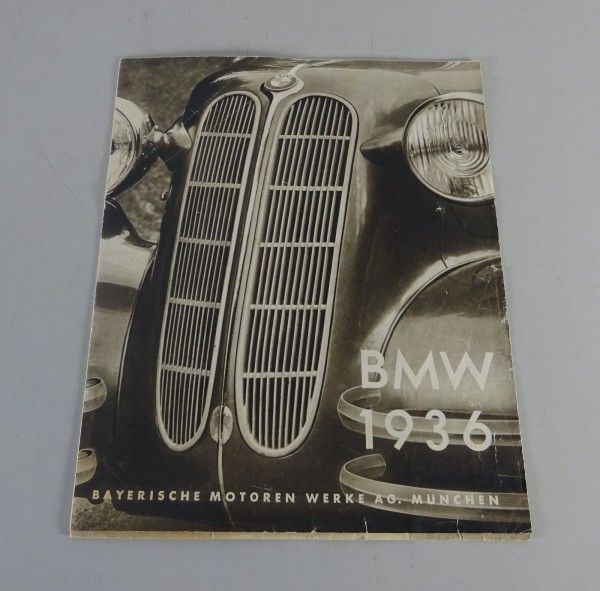 BMW
1936
BAYERISCHE MOTOREN WERKE AG. MÜNCHEN